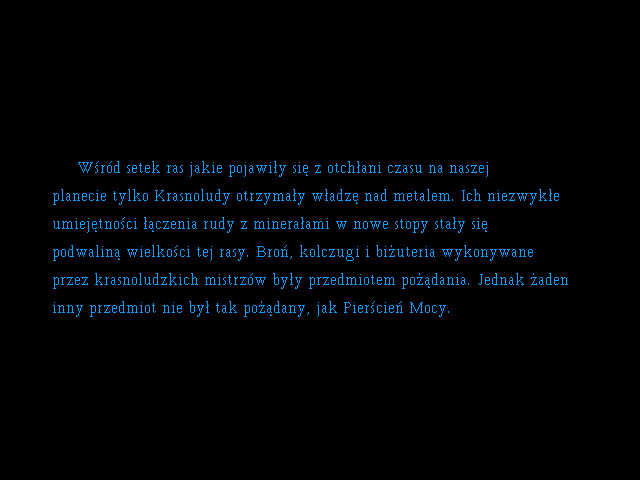 Wśród setek ras jakie pojawiły się z otchłani czasu na naszej
planecie tylko Krasnoludy otrzymały władzę nad metalem. Ich niezwykłe
umiejętności łączenia rudy z minerałami w nowe stopy stały się
podwaliną wielkości tej rasy. Broń, kolczugi i biżuteria wykonywane
przez krasnoludzkich mistrzów były przedmiotem pożądania. Jednak żaden
inny przedmiot nie był tak pożądany, jak Pierścień Mocy.